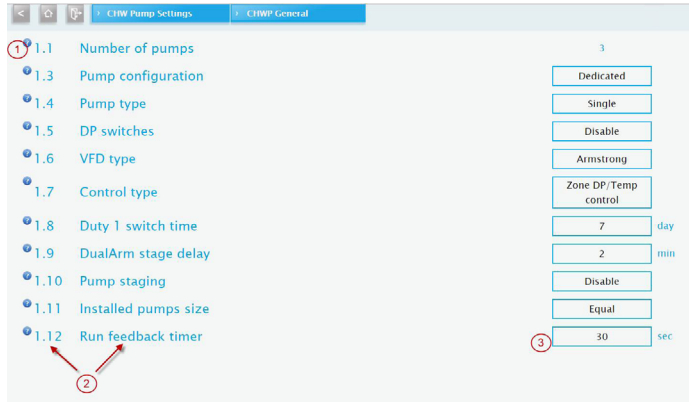 < CHW Pump Settings CHWP General
1 ? 1.1 Number of pumps 3
? 1.3 Pump configuration Dedicated
? 1.4 Pump type Single
? 1.5 DP switches Disable
? 1.6 VFD type Armstrong
? 1.7 Control type Zone DP/Temp
control
? 1.8 Duty 1 switch time 7 day
? 1.9 DualArm stage delay 2 min
? 1.10 Pump staging Disable
? 1.11 Installed pumps size Equal
? 1.12 Run feedback timer 3 30 sec
2